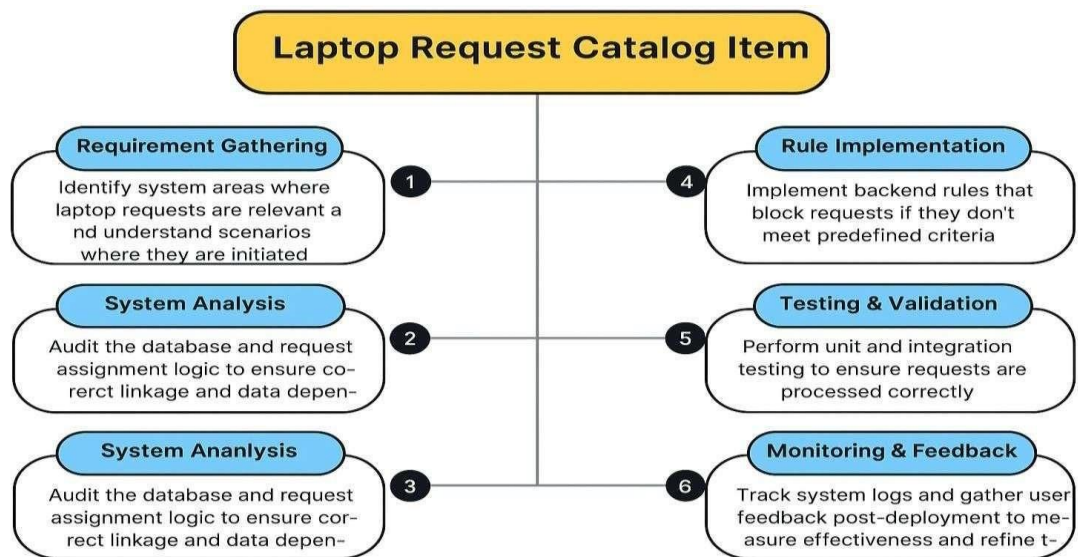 Laptop Request Catalog Item
Requirement Gathering
1
Identify system areas where
laptop requests are relevant a
nd understand scenarios
where they are initiated
System Analysis
2
Audit the database and request
assignment logic to ensure co-
rerct linkage and data depen-
System Ananlysis
3
Audit the database and request
assignment logic to ensure cor-
rect linkage and data depen-
Rule Implementation
4
Implement backend rules that
block requests if they don't
meet predefined criteria
Testing & Validation
5
Perform unit and integration
testing to ensure requests are
processed correctly
Monitoring & Feedback
6
Track system logs and gather user
feedback post-deployment to me-
asure effectiveness and refine t-